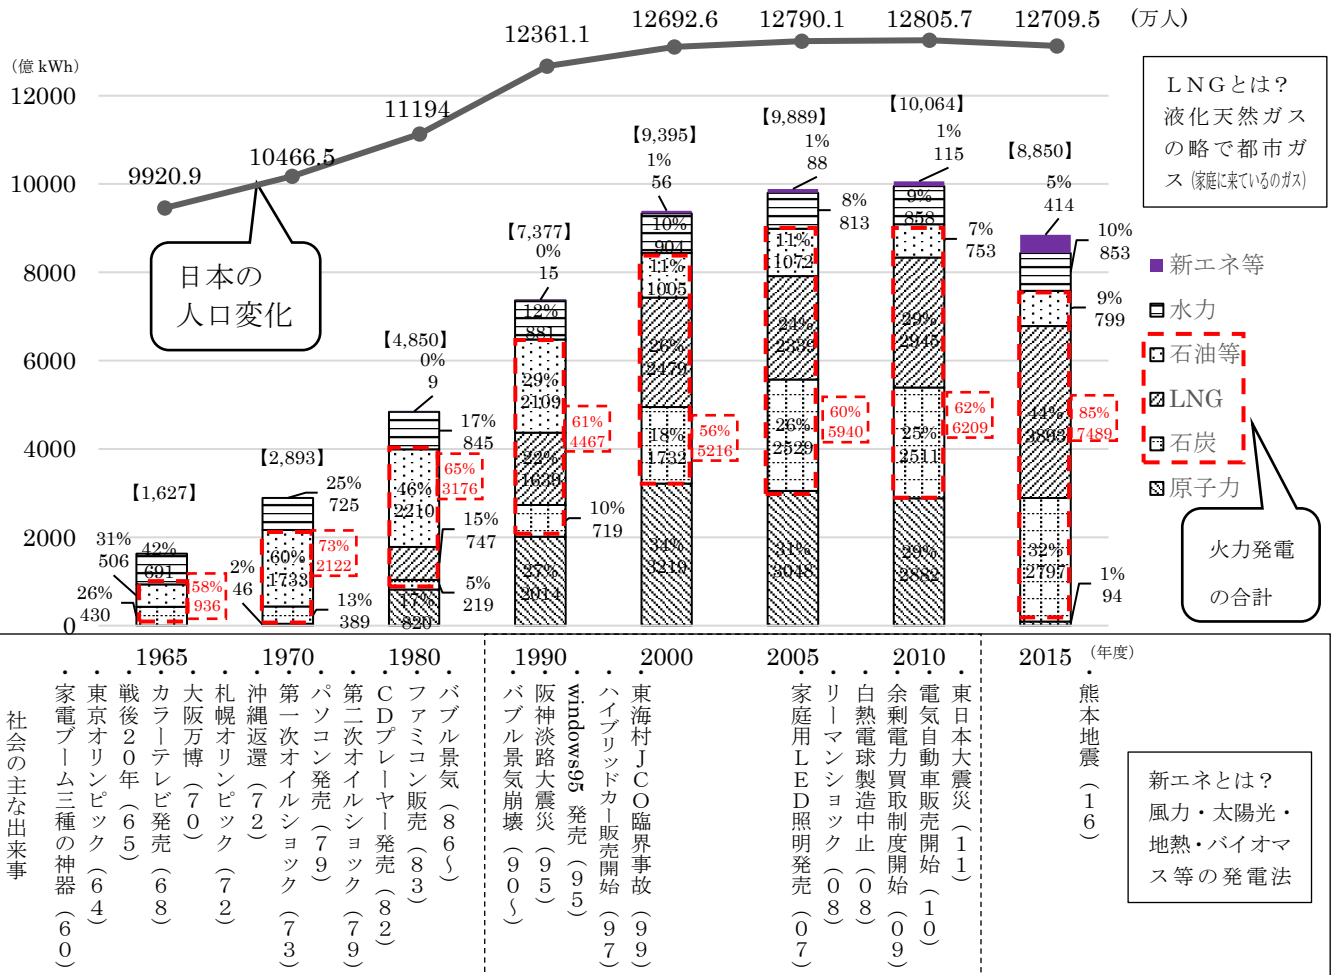 9920.9
10466.5
11194
12361.1
12692.6
12790.1
12805.7
12709.5
(万人)
(億 kWh)
12000
10000
8000
6000
4000
2000
0
日本の
人口変化
ＬＮＧとは？
液化天然ガス
の略で都市ガ
ス（家庭に来ているのガス）
【1,627】
31%
506
42%
691
26%
430
58%
936
【2,893】
25%
725
60%
1733
2%
46
13%
389
73%
2122
【4,850】
0%
9
17%
845
46%
2210
15%
747
5%
219
17%
820
65%
3176
【7,377】
0%
15
12%
881
29%
2109
22%
1639
10%
719
27%
2014
61%
4467
【9,395】
1%
56
10%
904
11%
1005
26%
2479
18%
1732
34%
3219
56%
5216
【9,889】
1%
88
8%
813
11%
1072
24%
2339
26%
2529
31%
3048
60%
5940
【10,064】
1%
115
9%
858
7%
753
29%
2945
25%
2511
29%
2882
62%
6209
【8,850】
5%
414
10%
853
9%
799
44%
3893
32%
2797
1%
94
85%
7489
新エネ等
水力
石油等
LNG
石炭
原子力
火力発電
の合計
1965
1970
1980
1990
2000
2005
2010
2015
(年度)
社会の主な出来事
・家電ブーム三種の神器（60）
・東京オリンピック（64）
・戦後２０年（65）
・カラーテレビ発売（68）
・大阪万博（70）
・札幌オリンピック（72）
・沖縄返還（72）
・第一次オイルショック（73）
・パソコン発売（79）
・第二次オイルショック（79）
・ＣＤプレーヤー発売（82）
・ファミコン販売（83）
・バブル景気（86～）
・バブル景気崩壊（90～）
・阪神淡路大震災（95）
・windows95 発売（95）
・ハイブリッドカー販売開始（97）
・東海村ＪＣＯ臨界事故（99）
・家庭用ＬＥＤ照明発売（07）
・リーマンショック（08）
・白熱電球製造中止（08）
・余剰電力買取制度開始（09）
・電気自動車販売開始（10）
・東日本大震災（11）
・熊本地震（16）
新エネとは？
風力・太陽光・
地熱・バイオマ
ス等の発電法